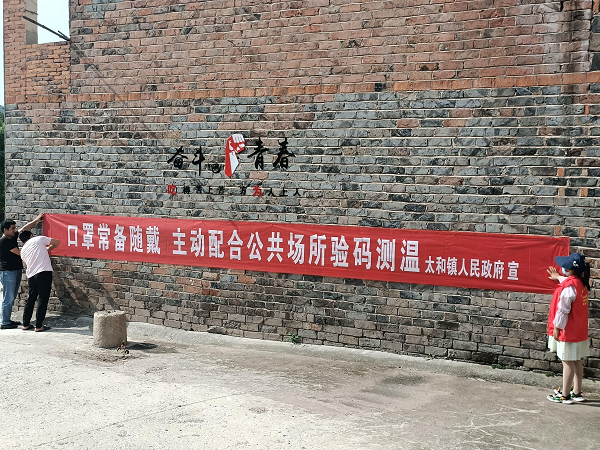 奋斗的青春
口罩常备随戴 主动配合公共场所验码测温 太和镇人民政府 宣